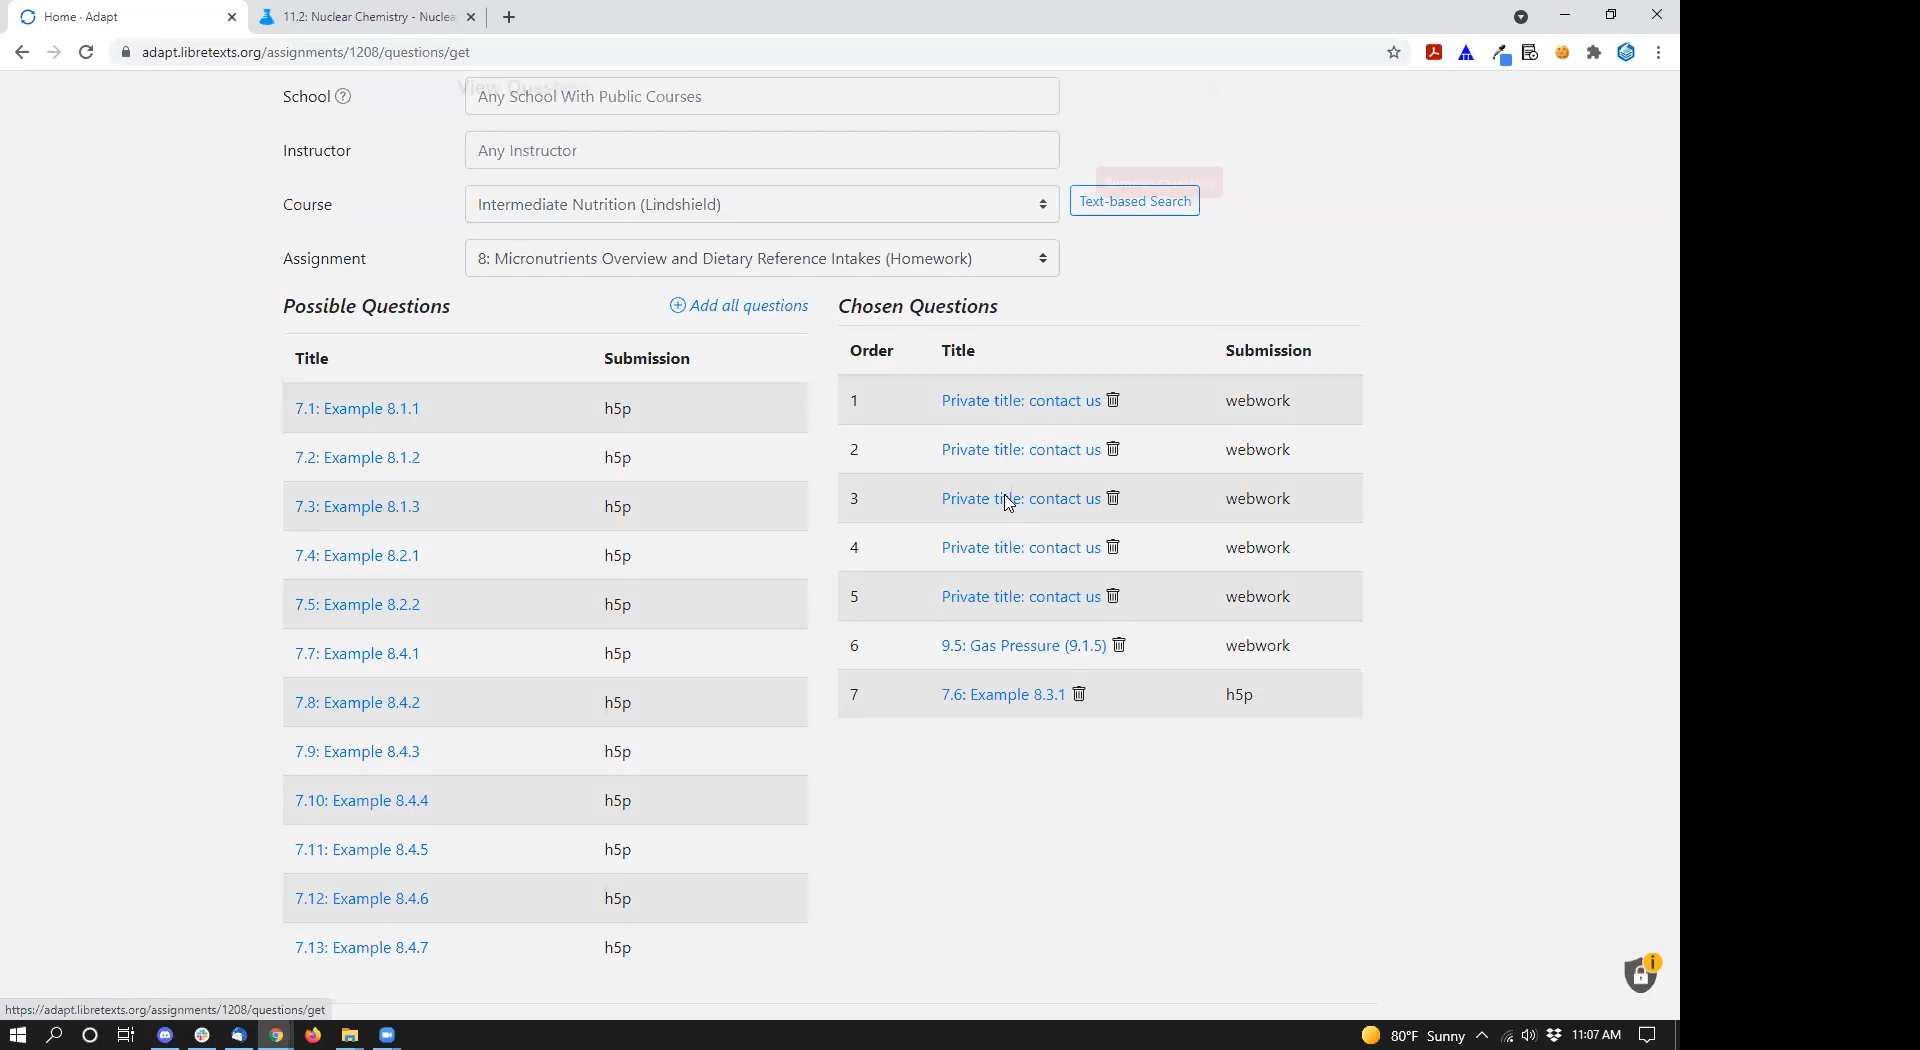 Home · Adapt
11.2: Nuclear Chemistry - Nuclea
adapt.libretexts.org/assignments/1208/questions/get
View Question
School ?
Any School With Public Courses
Instructor
Any Instructor
Course
Intermediate Nutrition (Lindshield)
Text-based Search
Assignment
8: Micronutrients Overview and Dietary Reference Intakes (Homework)
Possible Questions
Add all questions
Title Submission
7.1: Example 8.1.1 h5p
7.2: Example 8.1.2 h5p
7.3: Example 8.1.3 h5p
7.4: Example 8.2.1 h5p
7.5: Example 8.2.2 h5p
7.7: Example 8.4.1 h5p
7.8: Example 8.4.2 h5p
7.9: Example 8.4.3 h5p
7.10: Example 8.4.4 h5p
7.11: Example 8.4.5 h5p
7.12: Example 8.4.6 h5p
7.13: Example 8.4.7 h5p
Chosen Questions
Order Title Submission
1 Private title: contact us webwork
2 Private title: contact us webwork
3 Private title: contact us webwork
4 Private title: contact us webwork
5 Private title: contact us webwork
6 9.5: Gas Pressure (9.1.5) webwork
7 7.6: Example 8.3.1 h5p
https://adapt.libretexts.org/assignments/1208/questions/get
80°F Sunny
11:07 AM